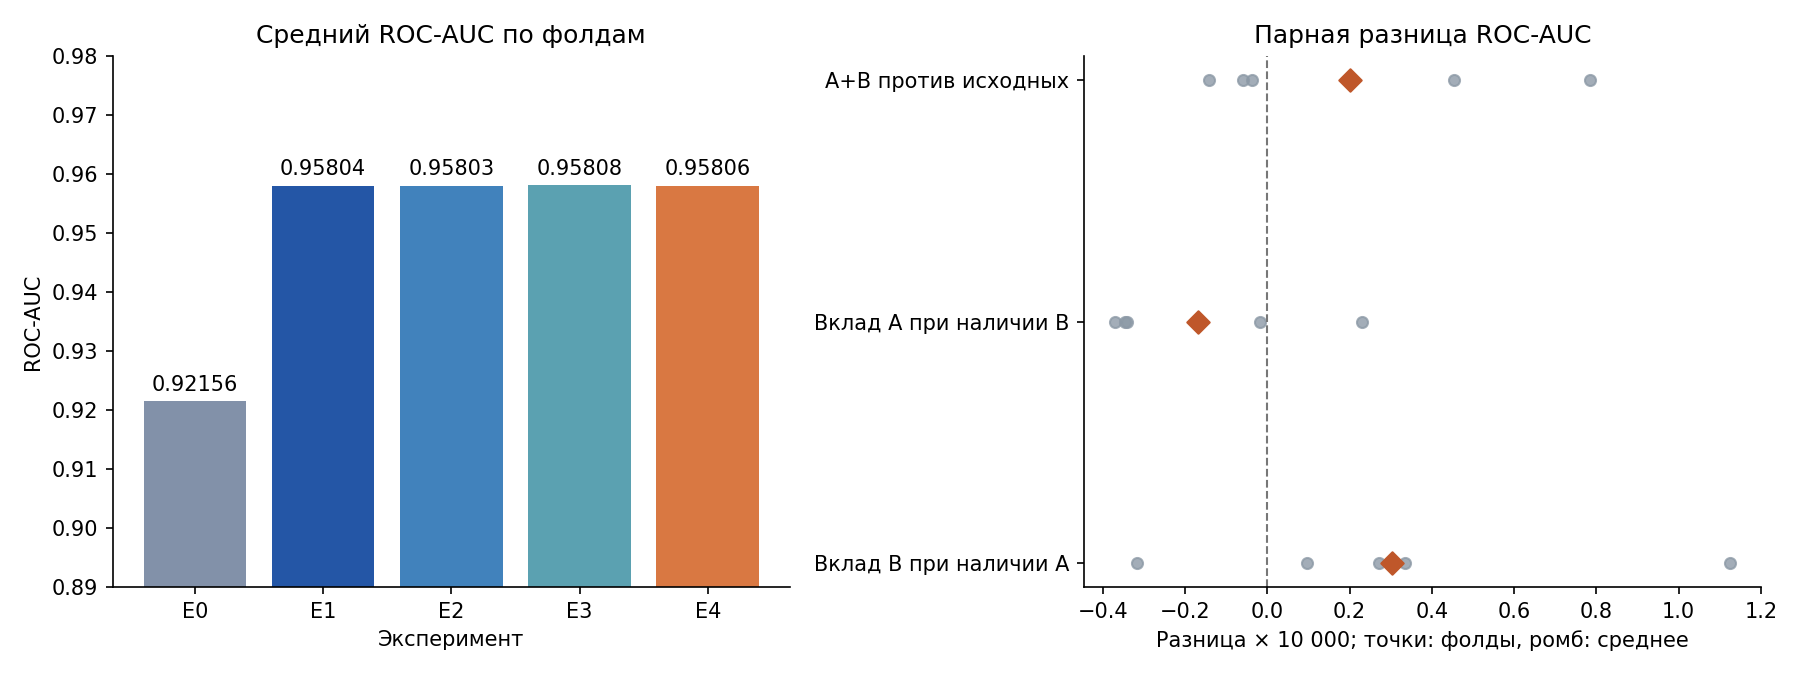 Средний ROC-AUC по фолдам
0.98
0.97
0.96
0.95
0.94
0.93
0.92
0.91
0.90
0.89
ROC-AUC
0.92156
0.95804
0.95803
0.95808
0.95806
E0 E1 E2 E3 E4
Эксперимент
Парная разница ROC-AUC
A+B против исходных
Вклад A при наличии B
Вклад B при наличии A
−0.4 −0.2 0.0 0.2 0.4 0.6 0.8 1.0 1.2
Разница × 10 000; точки: фолды, ромб: среднее